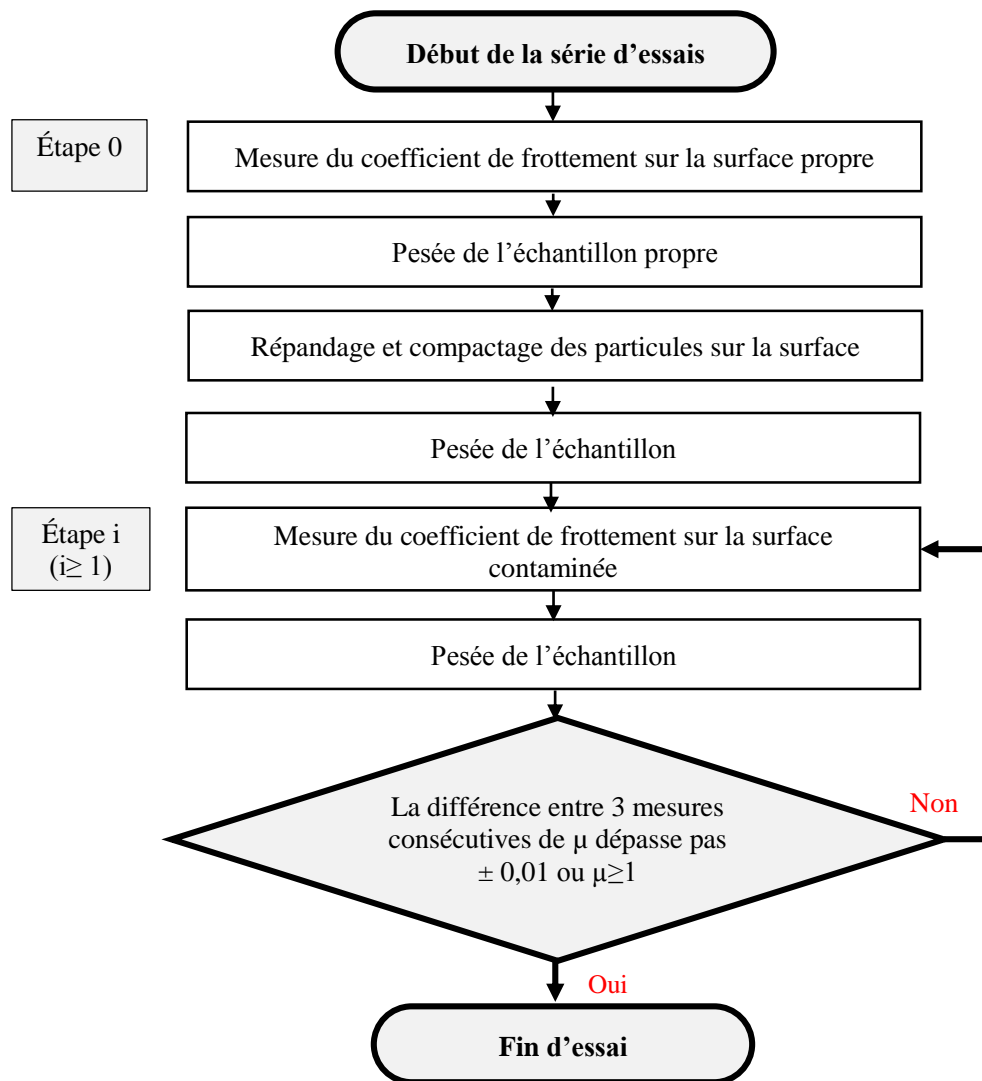 Début de la série d’essais
Étape 0
Mesure du coefficient de frottement sur la surface propre
Pesée de l’échantillon propre
Répandage et compactage des particules sur la surface
Pesée de l’échantillon
Étape i
(i≥ 1)
Mesure du coefficient de frottement sur la surface
contaminée
Pesée de l’échantillon
La différence entre 3 mesures
consécutives de µ dépasse pas
± 0,01 ou µ≥1
Non
Oui
Fin d’essai